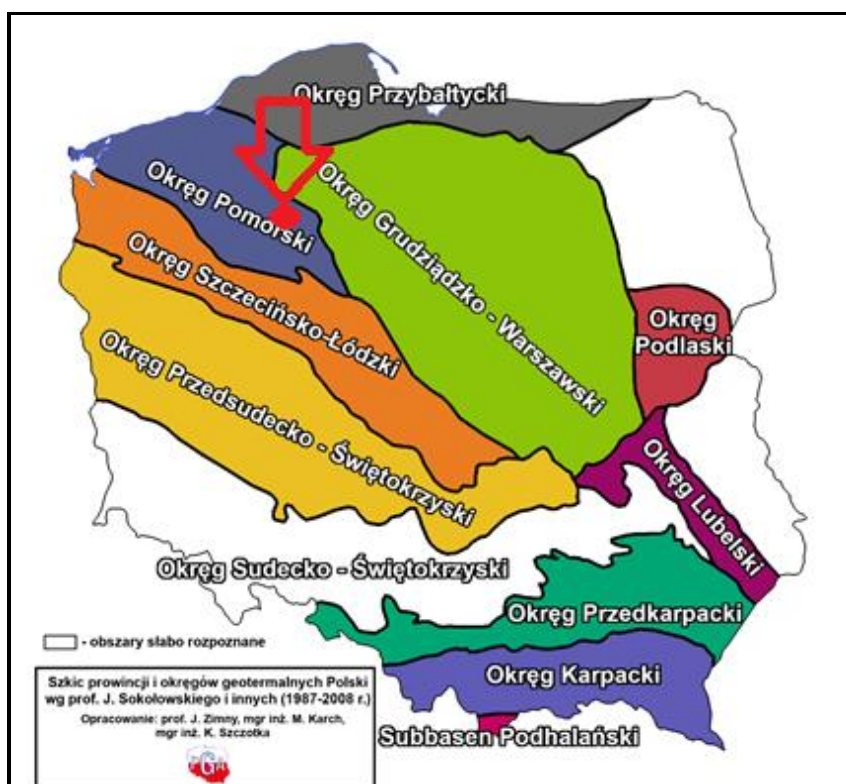 Okręg Przybałtycki
Okręg Pomorski
Okręg Grudziądzko - Warszawski
Okręg Szczecińsko-Łódzki
Okręg
Podlaski
Okręg Przedsudecko - Świętokrzyski
Okręg Lubelski
Okręg Sudecko - Świętokrzyski
Okręg Przedkarpacki
Okręg Karpacki
Subbasen Podhalański
- obszary słabo rozpoznane
Szkic prowincji i okręgów geotermalnych Polski
wg prof. J. Sokołowskiego i innych (1987-2008 r.)
Opracowanie: prof. J. Zimny, mgr inż. M. Karch,
mgr inż. K. Szczotka
PGA